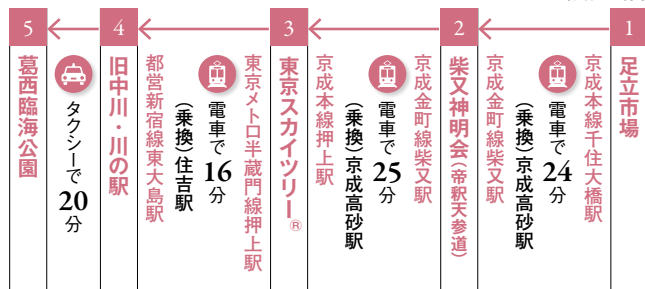 1
足立市場
京成本線千住大橋駅
電車で24分
(乗換)京成高砂駅
京成金町線柴又駅
2
柴又神明会(帝釈天参道)
京成金町線柴又駅
電車で25分
(乗換)京成高砂駅
京成本線押上駅
3
東京スカイツリー®
東京メトロ半蔵門線押上駅
電車で16分
(乗換)住吉駅
都営新宿線東大島駅
4
旧中川・川の駅
タクシーで20分
5
葛西臨海公園